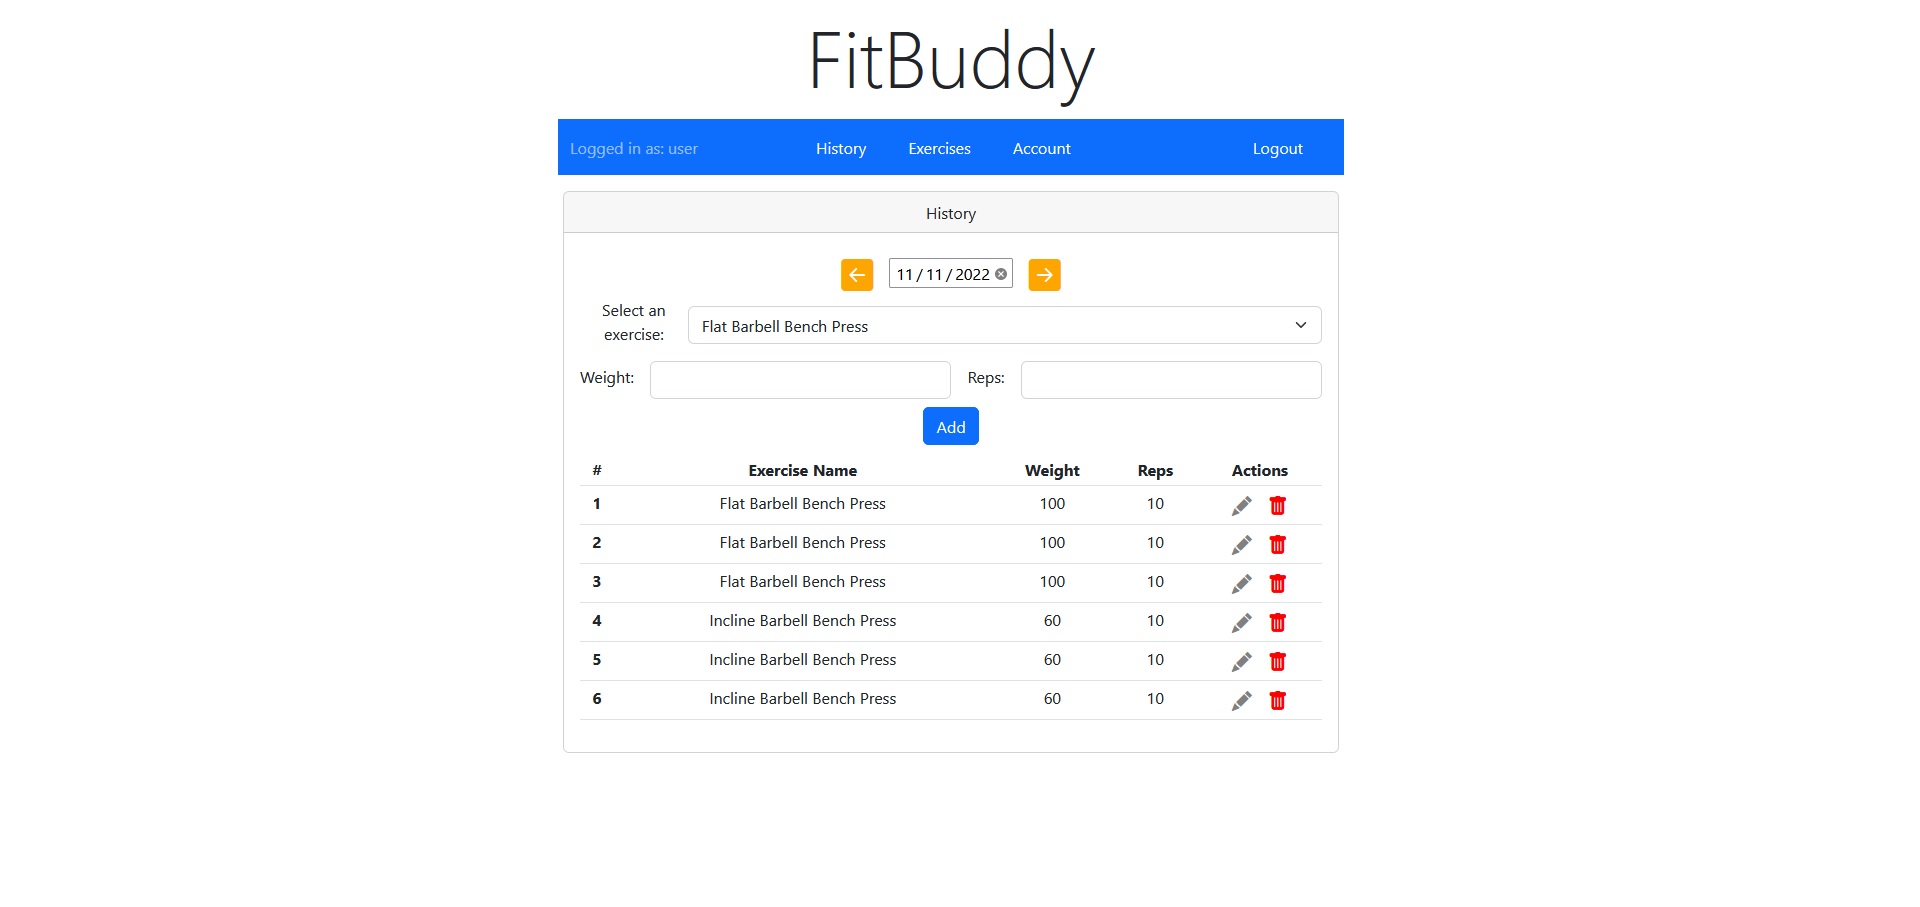 FitBuddy
Logged in as: user History Exercises Account Logout
History
11 / 11 / 2022
Select an
exercise:
Flat Barbell Bench Press
Weight: Reps:
Add
# Exercise Name Weight Reps Actions
1 Flat Barbell Bench Press 100 10
2 Flat Barbell Bench Press 100 10
3 Flat Barbell Bench Press 100 10
4 Incline Barbell Bench Press 60 10
5 Incline Barbell Bench Press 60 10
6 Incline Barbell Bench Press 60 10